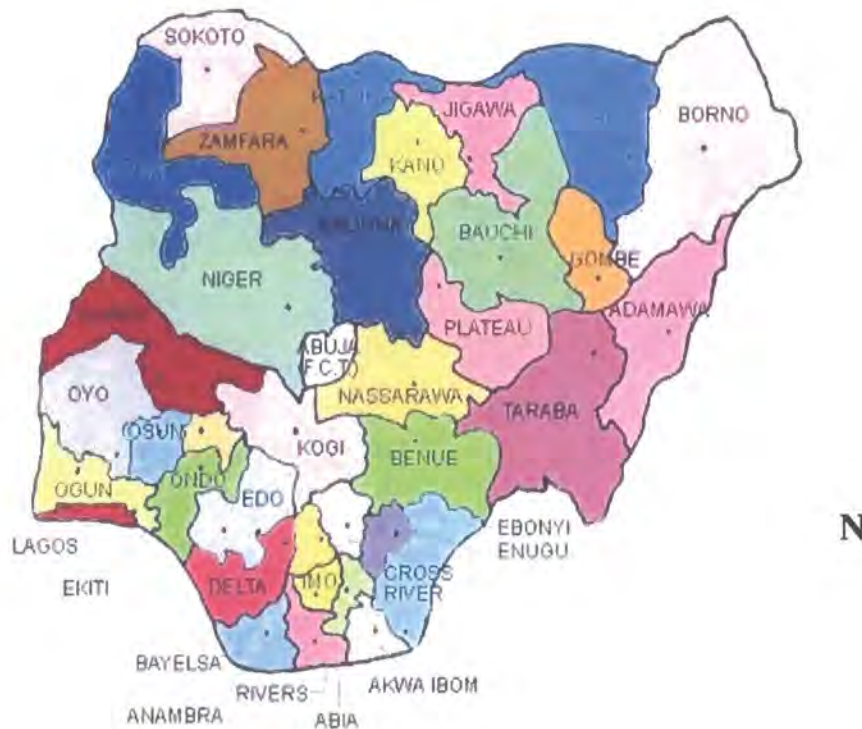 SOKOTO
JIGAWA
BORNO
ZAMFARA
KANO
BAUCHI
GOMBE
NIGER
ADAMAWA
PLATEAU
ABUJA
(F.C.T.)
OYO
NASSARAWA
TARABA
OSUN
KOGI
BENUE
ONDO
EDO
OGUN
EBONYI
ENUGU
N
LAGOS
EKITI
DELTA
IMO
CROSS
RIVER
BAYELSA
AKWA IBOM
RIVERS
ANAMBRA
ABIA